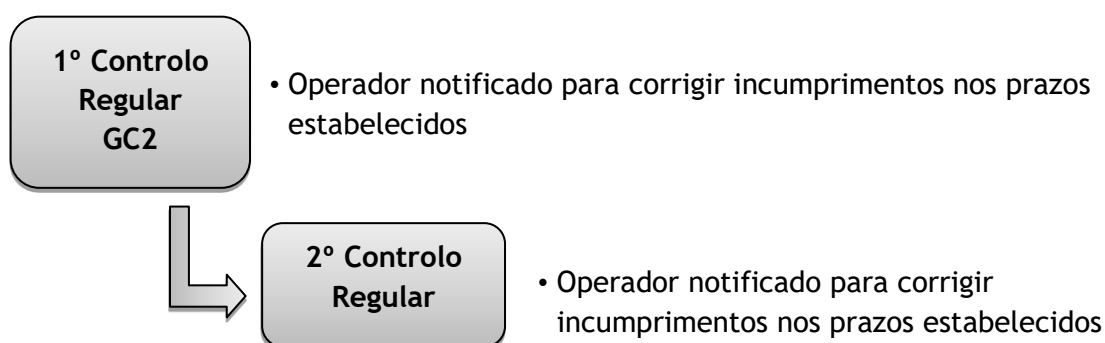 1º Controlo
Regular
GC2
• Operador notificado para corrigir incumprimentos nos prazos
estabelecidos
2º Controlo
Regular
• Operador notificado para corrigir
incumprimentos nos prazos estabelecidos